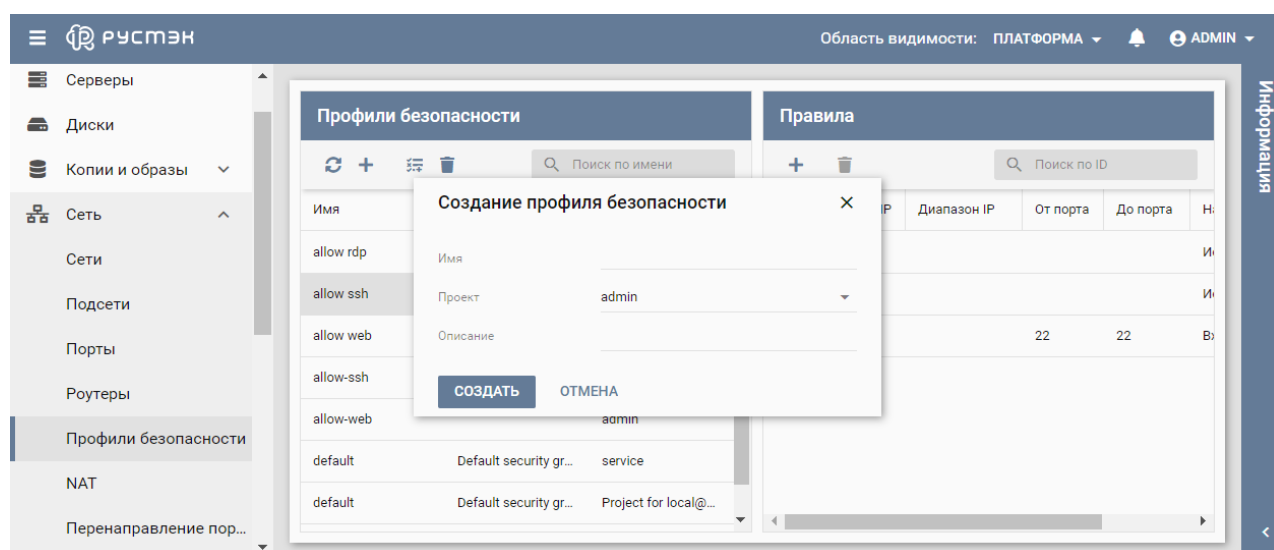 РУСТЭК
Область видимости: ПЛАТФОРМА
ADMIN
Серверы
Диски
Копии и образы
Сеть
Сети
Подсети
Порты
Роутеры
Профили безопасности
NAT
Перенаправление пор...
Профили безопасности
Поиск по имени
Имя
allow rdp
allow ssh
allow web
allow-ssh
allow-web admin
default Default security gr... service
default Default security gr... Project for local@...
Создание профиля безопасности
Имя
Проект admin
Описание
СОЗДАТЬ ОТМЕНА
Правила
Поиск по ID
IP Диапазон IP От порта До порта
22 22
Информация